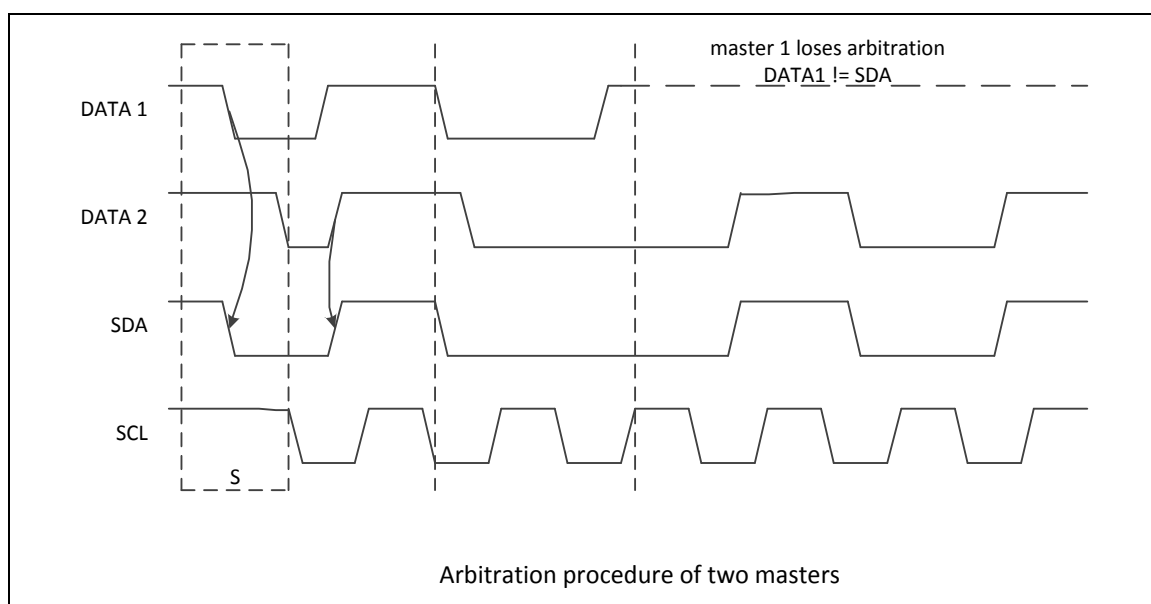 master 1 loses arbitration
DATA1 != SDA
DATA 1
DATA 2
SDA
SCL
S
Arbitration procedure of two masters